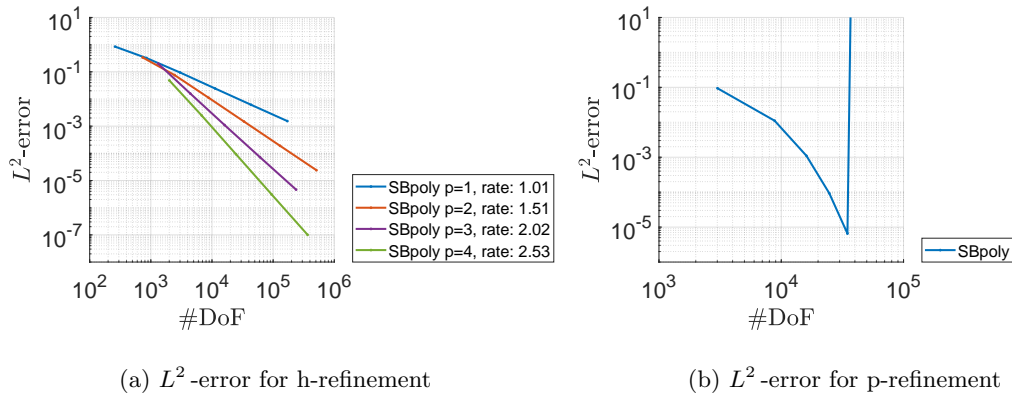 10^1
10^-1
10^-3
10^-5
10^-7
L^2-error
10^2 10^3 10^4 10^5 10^6
#DoF
SBpoly p=1, rate: 1.01
SBpoly p=2, rate: 1.51
SBpoly p=3, rate: 2.02
SBpoly p=4, rate: 2.53
(a) L^2 -error for h-refinement
10^1
10^-1
10^-3
10^-5
L^2-error
10^3 10^4 10^5
#DoF
SBpoly
(b) L^2 -error for p-refinement